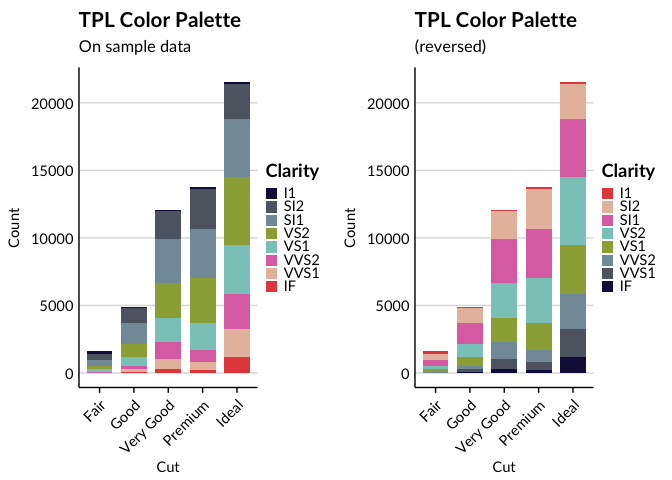 TPL Color Palette
On sample data
Count
20000
15000
10000
5000
0
Fair
Good
Very Good
Premium
Ideal
Cut
Clarity
I1
SI2
SI1
VS2
VS1
VVS2
VVS1
IF
TPL Color Palette
(reversed)
Count
20000
15000
10000
5000
0
Fair
Good
Very Good
Premium
Ideal
Cut
Clarity
I1
SI2
SI1
VS2
VS1
VVS2
VVS1
IF